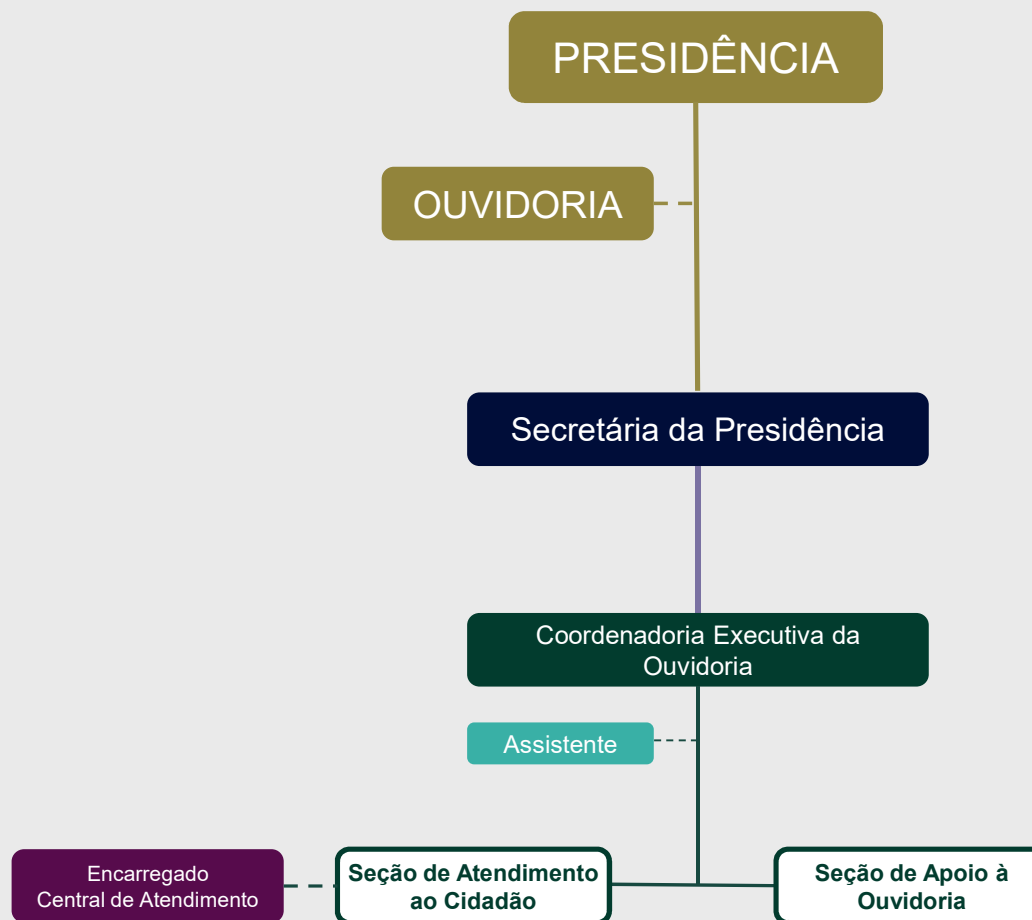 PRESIDÊNCIA
OUVIDORIA
Secretária da Presidência
Coordenadoria Executiva da
Ouvidoria
Assistente
Encarregado
Central de Atendimento
Seção de Atendimento
ao Cidadão
Seção de Apoio à
Ouvidoria